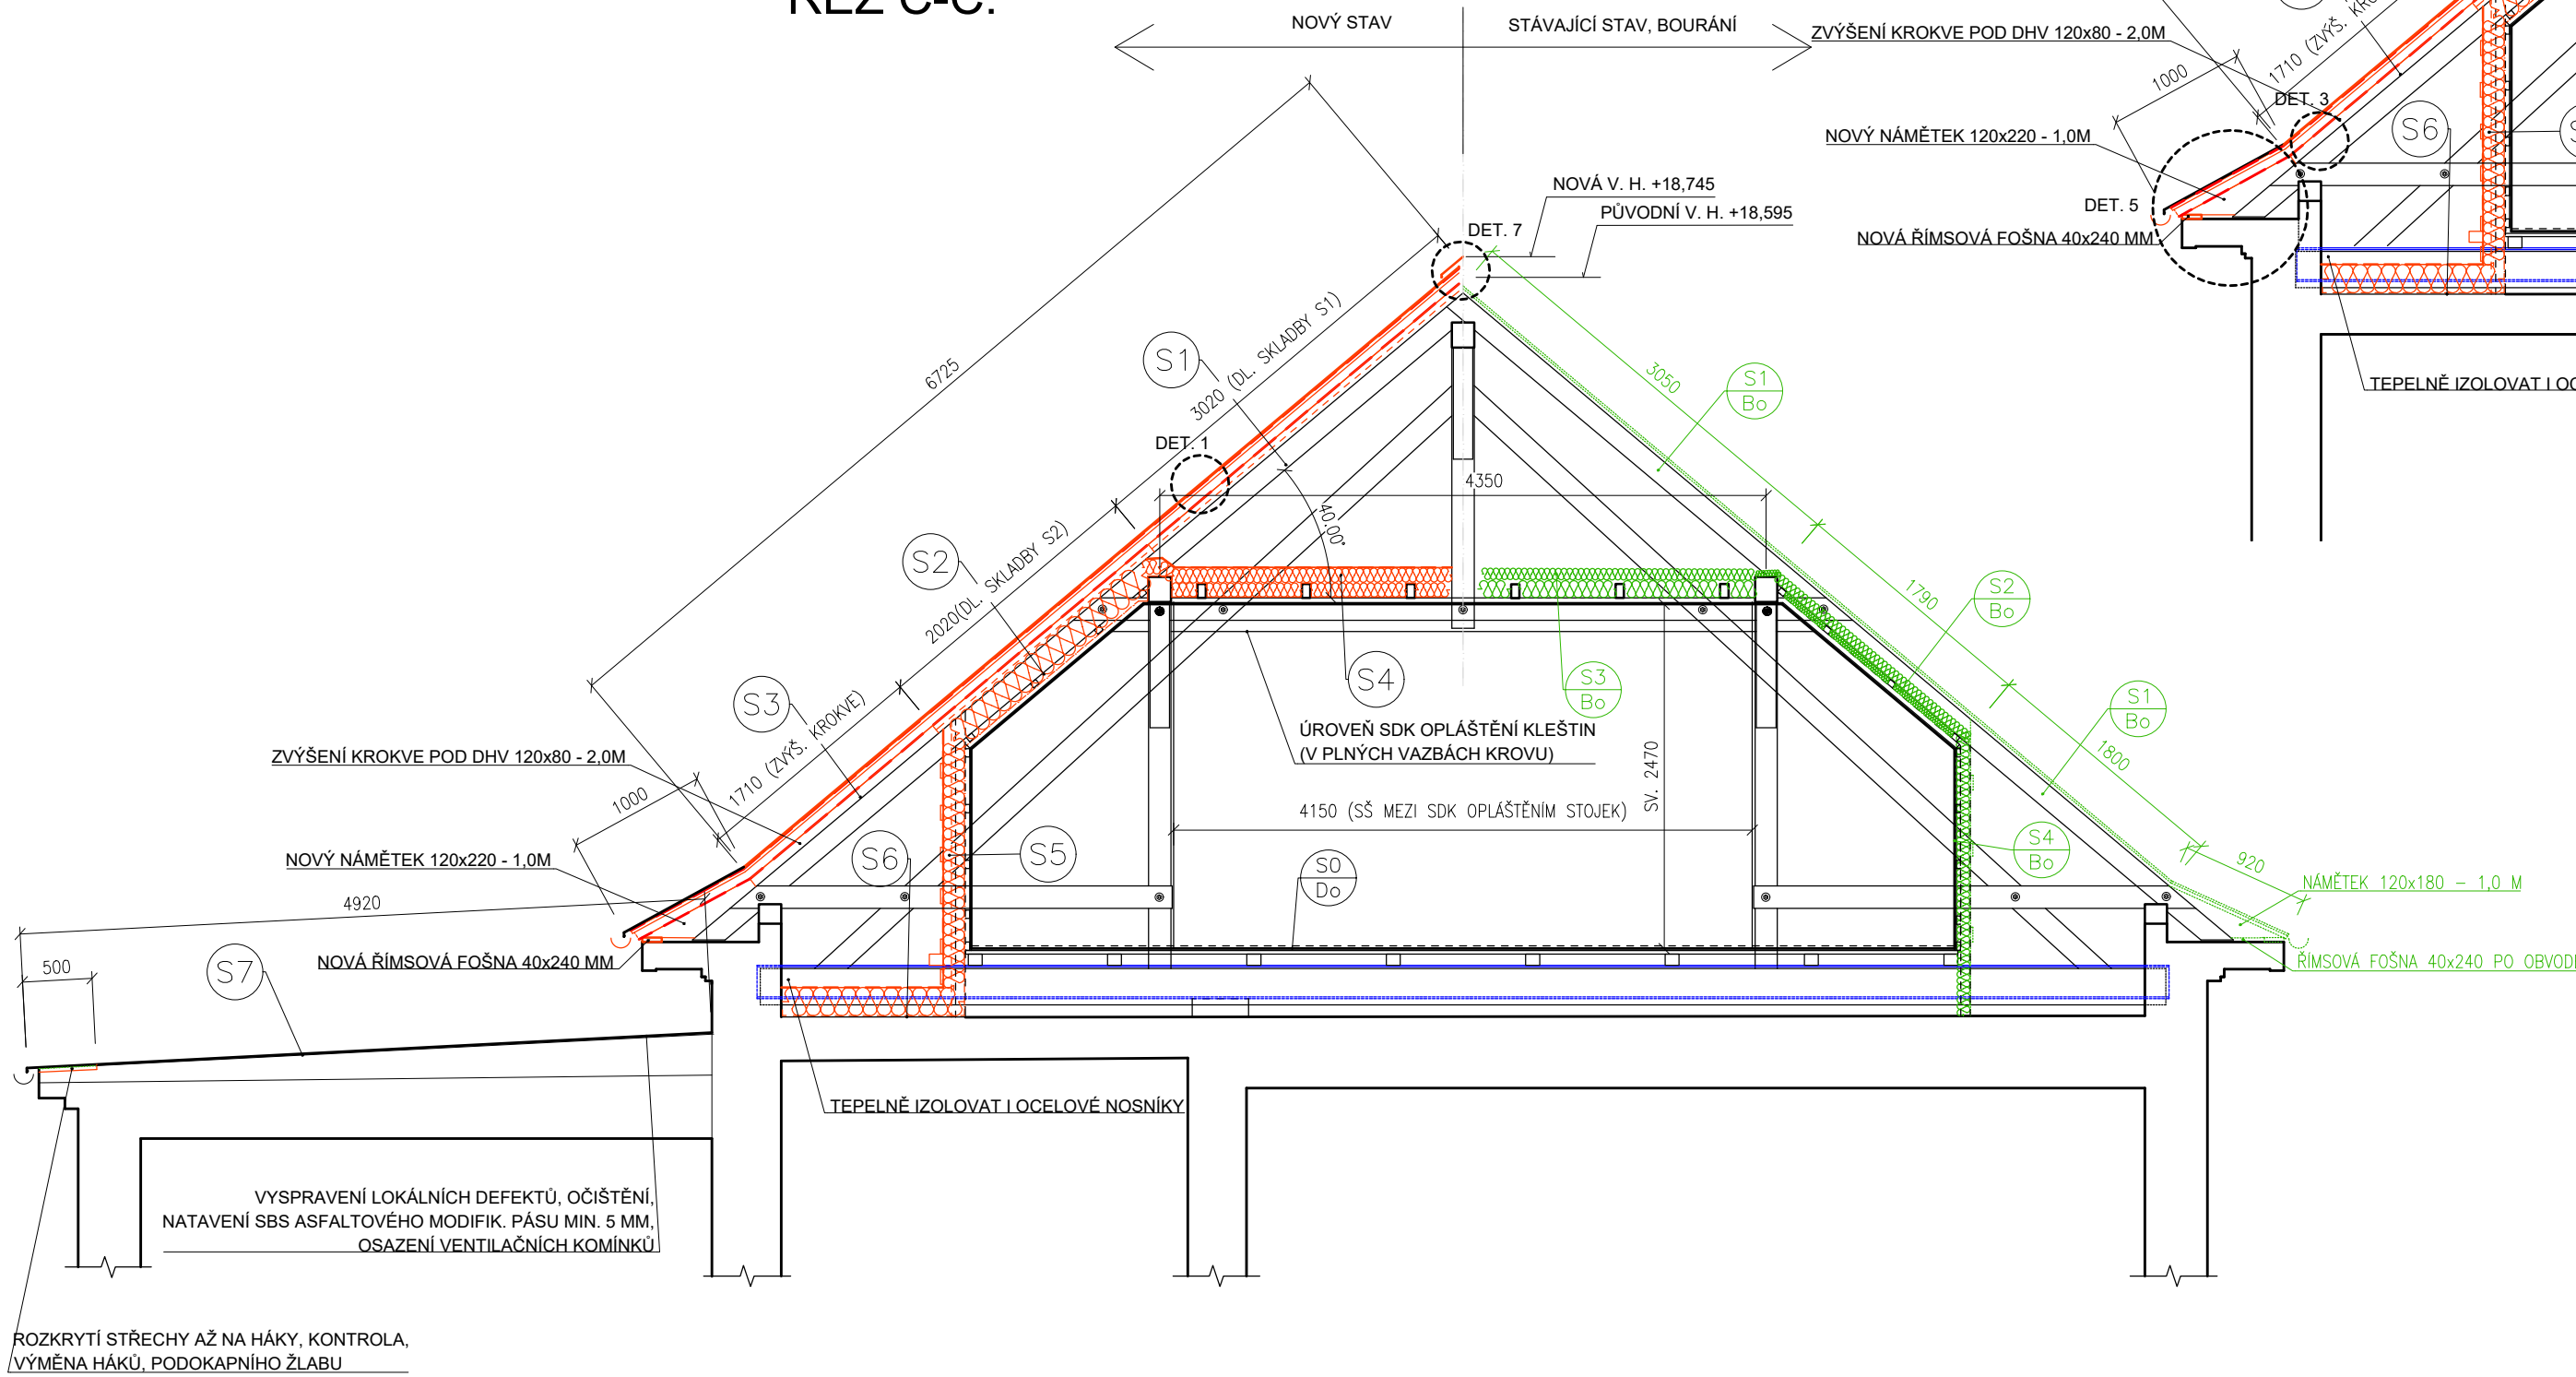 ŘEZ C-C:
NOVÝ STAV
STÁVAJÍCÍ STAV, BOURÁNÍ
ZVÝŠENÍ KROKVE POD DHV 120x80 - 2,0M
1710 (ZVÝŠ.
1000
DET. 3
NOVÝ NÁMĚTEK 120x220 - 1,0M
S6
DET. 5
NOVÁ ŘÍMSOVÁ FOŠNA 40x240 MM
TEPELNĚ IZOLOVAT I
NOVÁ V. H. +18,745
PŮVODNÍ V. H. +18,595
DET. 7
6725
S1
3020 (DL. SKLADBY S1)
DET. 1
3050
S1
Bo
4350
40.00°
S2
2020(DL. SKLADBY S2)
1790
S2
Bo
S3
S4
S3
Bo
S1
Bo
ÚROVEŇ SDK OPLÁŠTĚNÍ KLEŠTIN
(V PLNÝCH VAZBÁCH KROVU)
ZVÝŠENÍ KROKVE POD DHV 120x80 - 2,0M
1710 (ZVÝŠ. KROKVE)
1000
SV. 2470
1800
4150 (SŠ MEZI SDK OPLÁŠTĚNÍM STOJEK)
NOVÝ NÁMĚTEK 120x220 - 1,0M
S6
S5
S0
Do
S4
Bo
920
NÁMĚTEK 120x180 – 1,0 M
4920
500
S7
NOVÁ ŘÍMSOVÁ FOŠNA 40x240 MM
ŘÍMSOVÁ FOŠNA 40x240 PO
TEPELNĚ IZOLOVAT I OCELOVÉ NOSNÍKY
VYSPRAVENÍ LOKÁLNÍCH DEFEKTŮ, OČIŠTĚNÍ,
NATAVENÍ SBS ASFALTOVÉHO MODIFIK. PÁSU MIN. 5 MM,
OSAZENÍ VENTILAČNÍCH KOMÍNKŮ
ROZKRYTÍ STŘECHY AŽ NA HÁKY, KONTROLA,
VÝMĚNA HÁKŮ, PODOKAPNÍHO ŽLABU